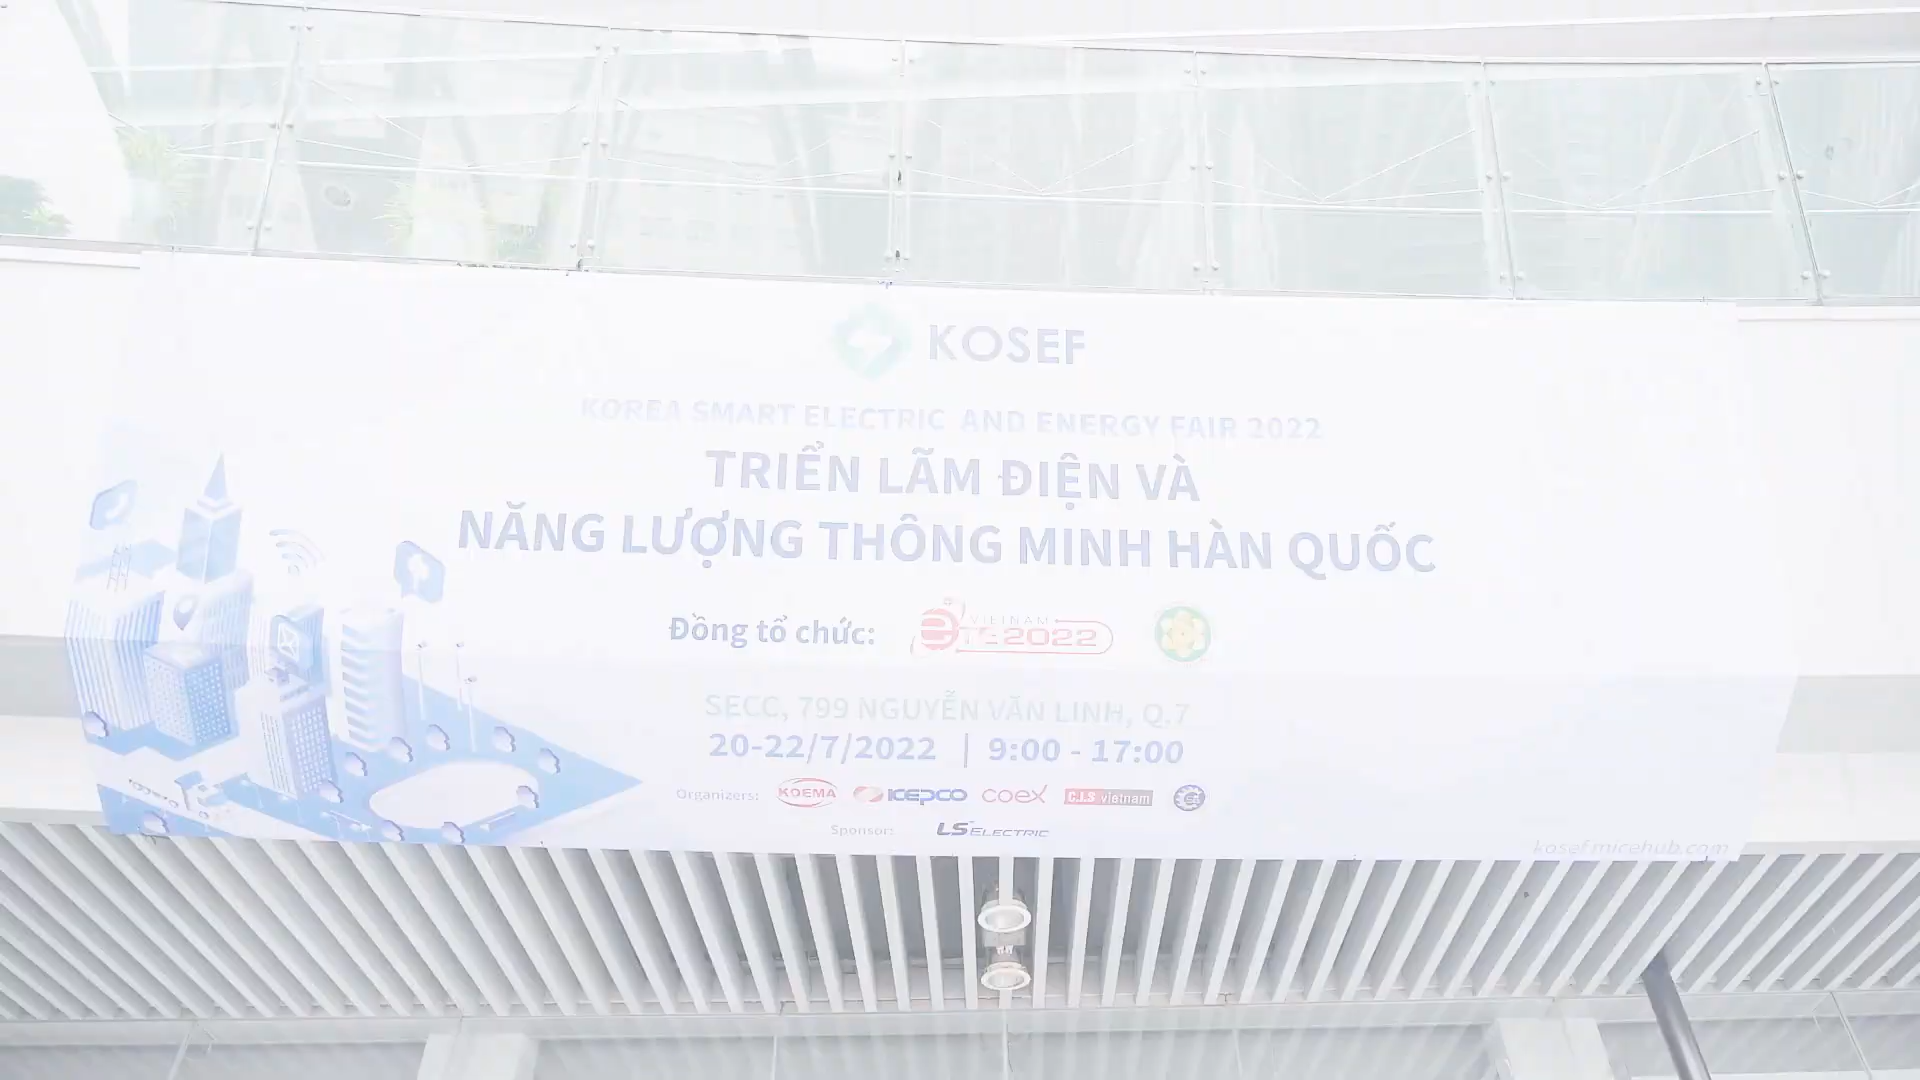 KOSEF
KOREA SMART ELECTRIC AND ENERGY FAIR 2022
TRIỂN LÃM ĐIỆN VÀ
NĂNG LƯỢNG THÔNG MINH HÀN QUỐC
Đồng tổ chức: VIETNAM ETE 2022
SECC, 799 NGUYỄN VĂN LINH, Q.7
20-22/7/2022 | 9:00 - 17:00
Organizers: KOEMA KEPCO coex C.I.S vietnam
Sponsor: LS ELECTRIC
kosef.micehub.com